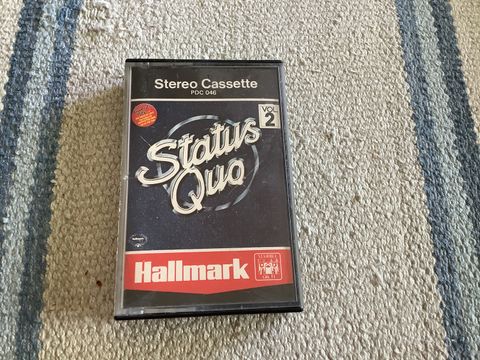 Stereo Cassette
PDC 046
VOL
2
Status
Quo
Hallmark